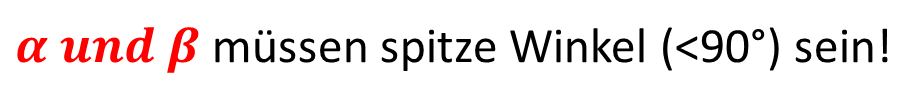 α und β müssen spitze Winkel (<90°) sein!